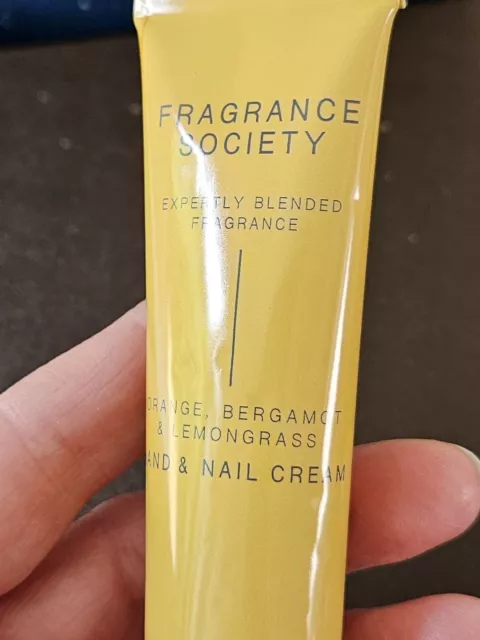 FRAGRANCE
SOCIETY
EXPERTLY BLENDED
FRAGRANCE
ORANGE, BERGAMOT
& LEMONGRASS
AND & NAIL CREAM